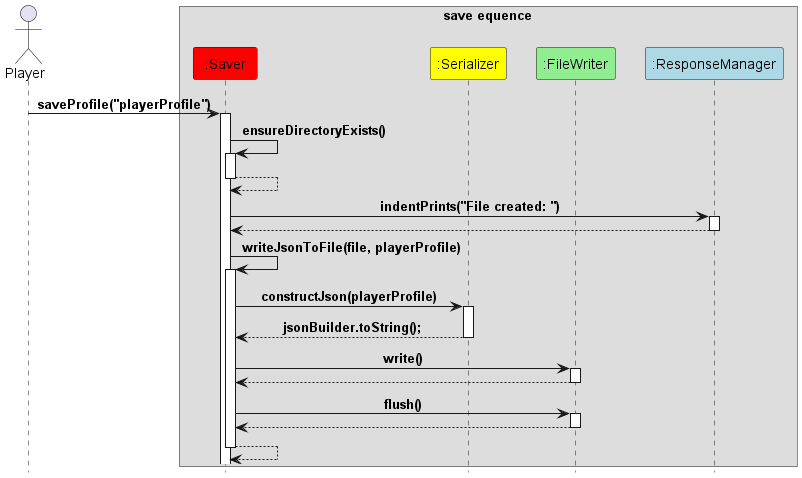 save equence
Player
:Saver
:Serializer
:FileWriter
:ResponseManager
saveProfile("playerProfile")
ensureDirectoryExists()
indentPrints("File created: ")
writeJsonToFile(file, playerProfile)
constructJson(playerProfile)
jsonBuilder.toString();
write()
flush()